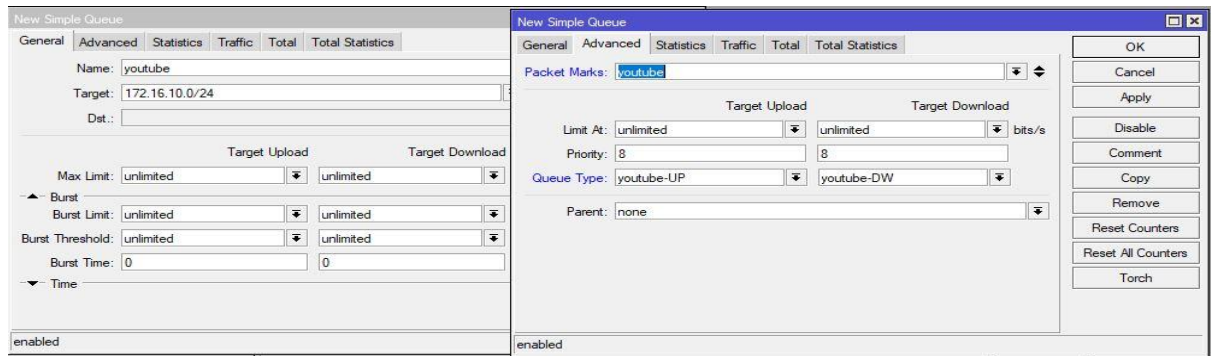 New Simple Queue
General Advanced Statistics Traffic Total Total Statistics
Name: youtube
Target: 172.16.10.0/24
Dst.:
Target Upload Target Download
Max Limit: unlimited unlimited
Burst
Burst Limit: unlimited unlimited
Burst Threshold: unlimited unlimited
Burst Time: 0 0
Time
enabled
New Simple Queue
General Advanced Statistics Traffic Total Total Statistics
Packet Marks: youtube
Target Upload Target Download
Limit At: unlimited unlimited bits/s
Priority: 8 8
Queue Type: youtube-UP youtube-DW
Parent: none
OK
Cancel
Apply
Disable
Comment
Copy
Remove
Reset Counters
Reset All Counters
Torch
enabled